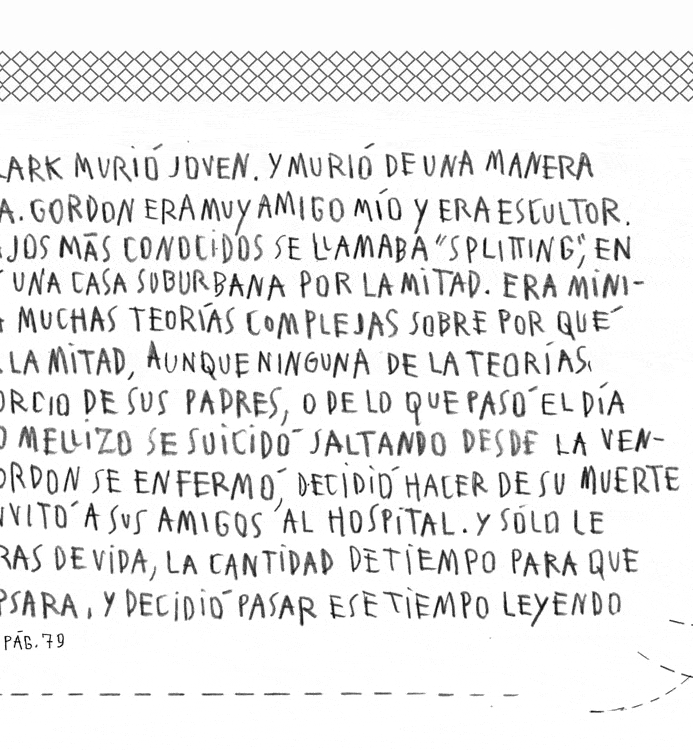 LARK MURIÓ JOVEN. Y MURIÓ DE UNA MANERA
A. GORDON ERA MUY AMIGO MÍO Y ERA ESCULTOR.
AJOS MÁS CONOCIDOS SE LLAMABA "SPLITTING", EN
UNA CASA SUBURBANA POR LA MITAD. ERA MINI-
MUCHAS TEORÍAS COMPLEJAS SOBRE POR QUÉ
LA MITAD, AUNQUE NINGUNA DE LA TEORÍAS,
ORCIO DE SUS PADRES, O DE LO QUE PASÓ EL DÍA
O MELLIZO SE SUICIDÓ SALTANDO DESDE LA VEN-
ORDON SE ENFERMÓ, DECIDIÓ HACER DE SU MUERTE
NVITÓ A SUS AMIGOS AL HOSPITAL. Y SÓLO LE
RAS DE VIDA, LA CANTIDAD DE TIEMPO PARA QUE
PSARA, Y DECIDIÓ PASAR ESE TIEMPO LEYENDO
PÁG. 79